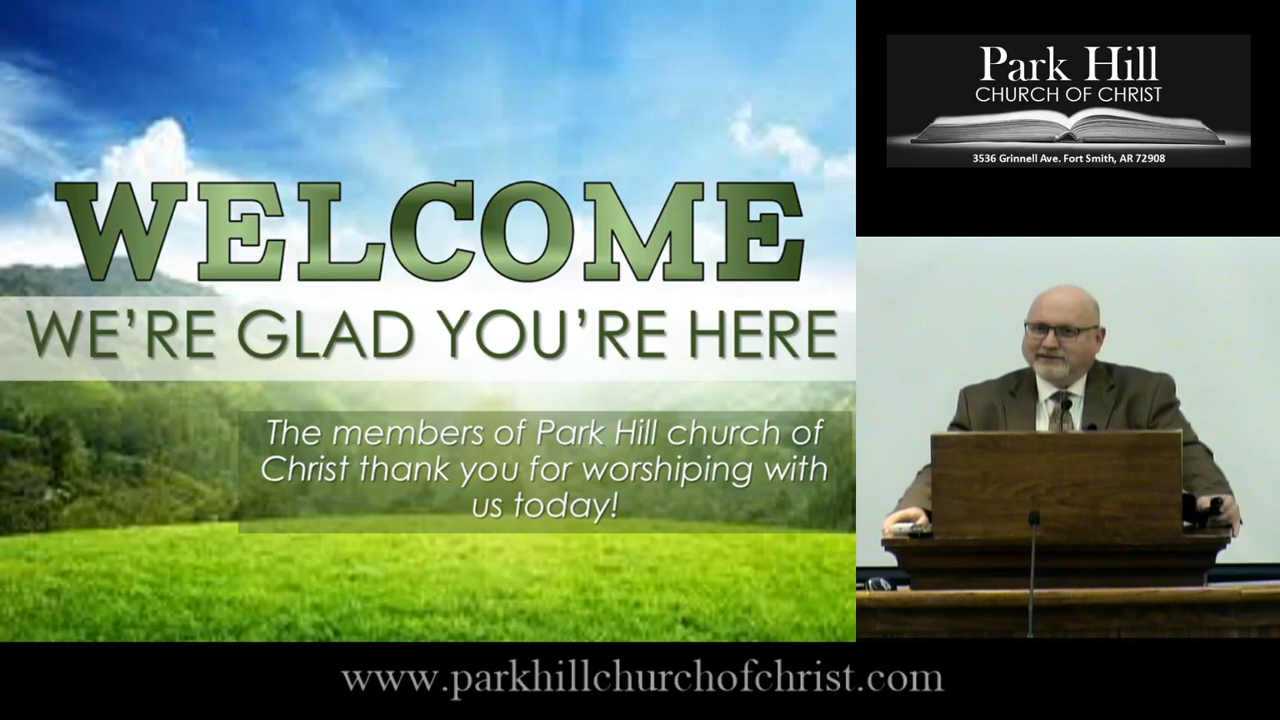 WELCOME
WE'RE GLAD YOU'RE HERE
The members of Park Hill church of
Christ thank you for worshiping with
us today!
Park Hill
CHURCH OF CHRIST
3536 Grinnell Ave. Fort Smith, AR 72908
www.parkhillchurchofchrist.com